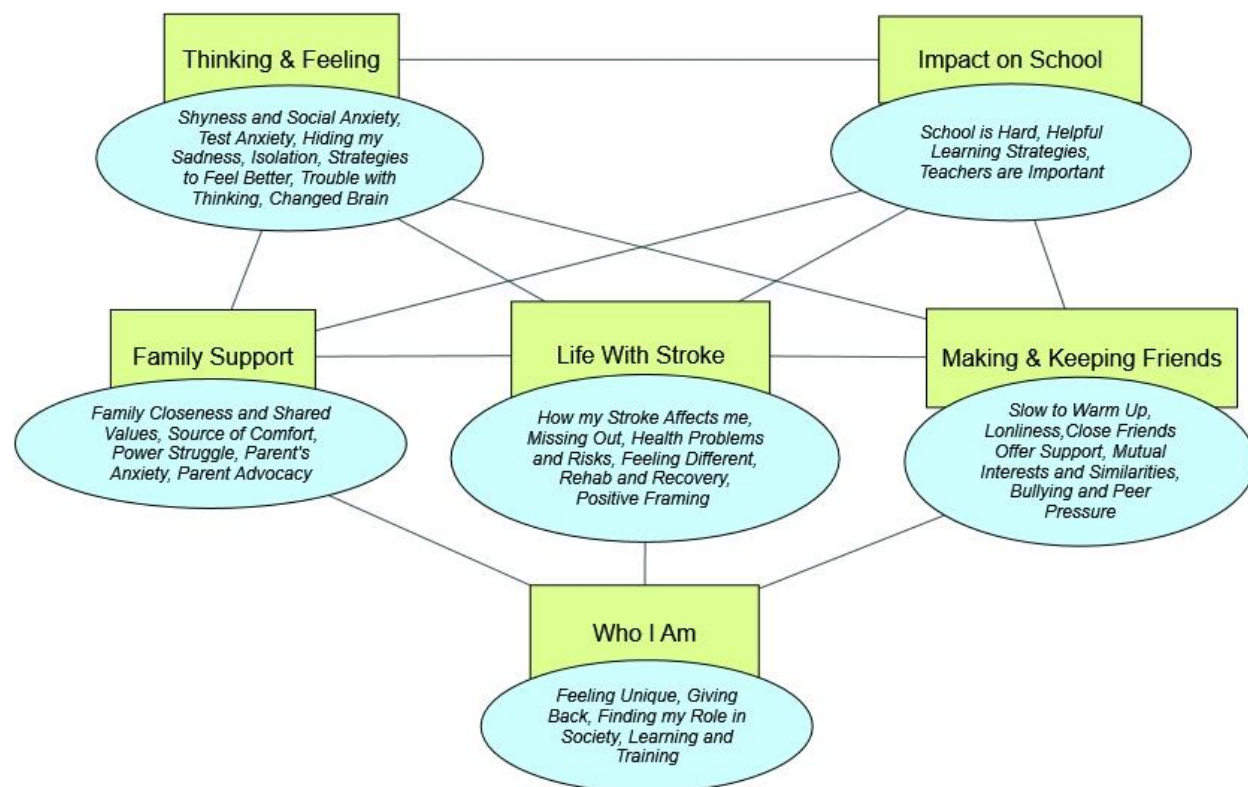 Thinking & Feeling
Shyness and Social Anxiety,
Test Anxiety, Hiding my
Sadness, Isolation, Strategies
to Feel Better, Trouble with
Thinking, Changed Brain
Impact on School
School is Hard, Helpful
Learning Strategies,
Teachers are Important
Family Support
Family Closeness and Shared
Values, Source of Comfort,
Power Struggle, Parent's
Anxiety, Parent Advocacy
Life With Stroke
How my Stroke Affects me,
Missing Out, Health Problems
and Risks, Feeling Different,
Rehab and Recovery,
Positive Framing
Making & Keeping Friends
Slow to Warm Up,
Lonliness,Close Friends
Offer Support, Mutual
Interests and Similarities,
Bullying and Peer
Pressure
Who I Am
Feeling Unique, Giving
Back, Finding my Role in
Society, Learning and
Training